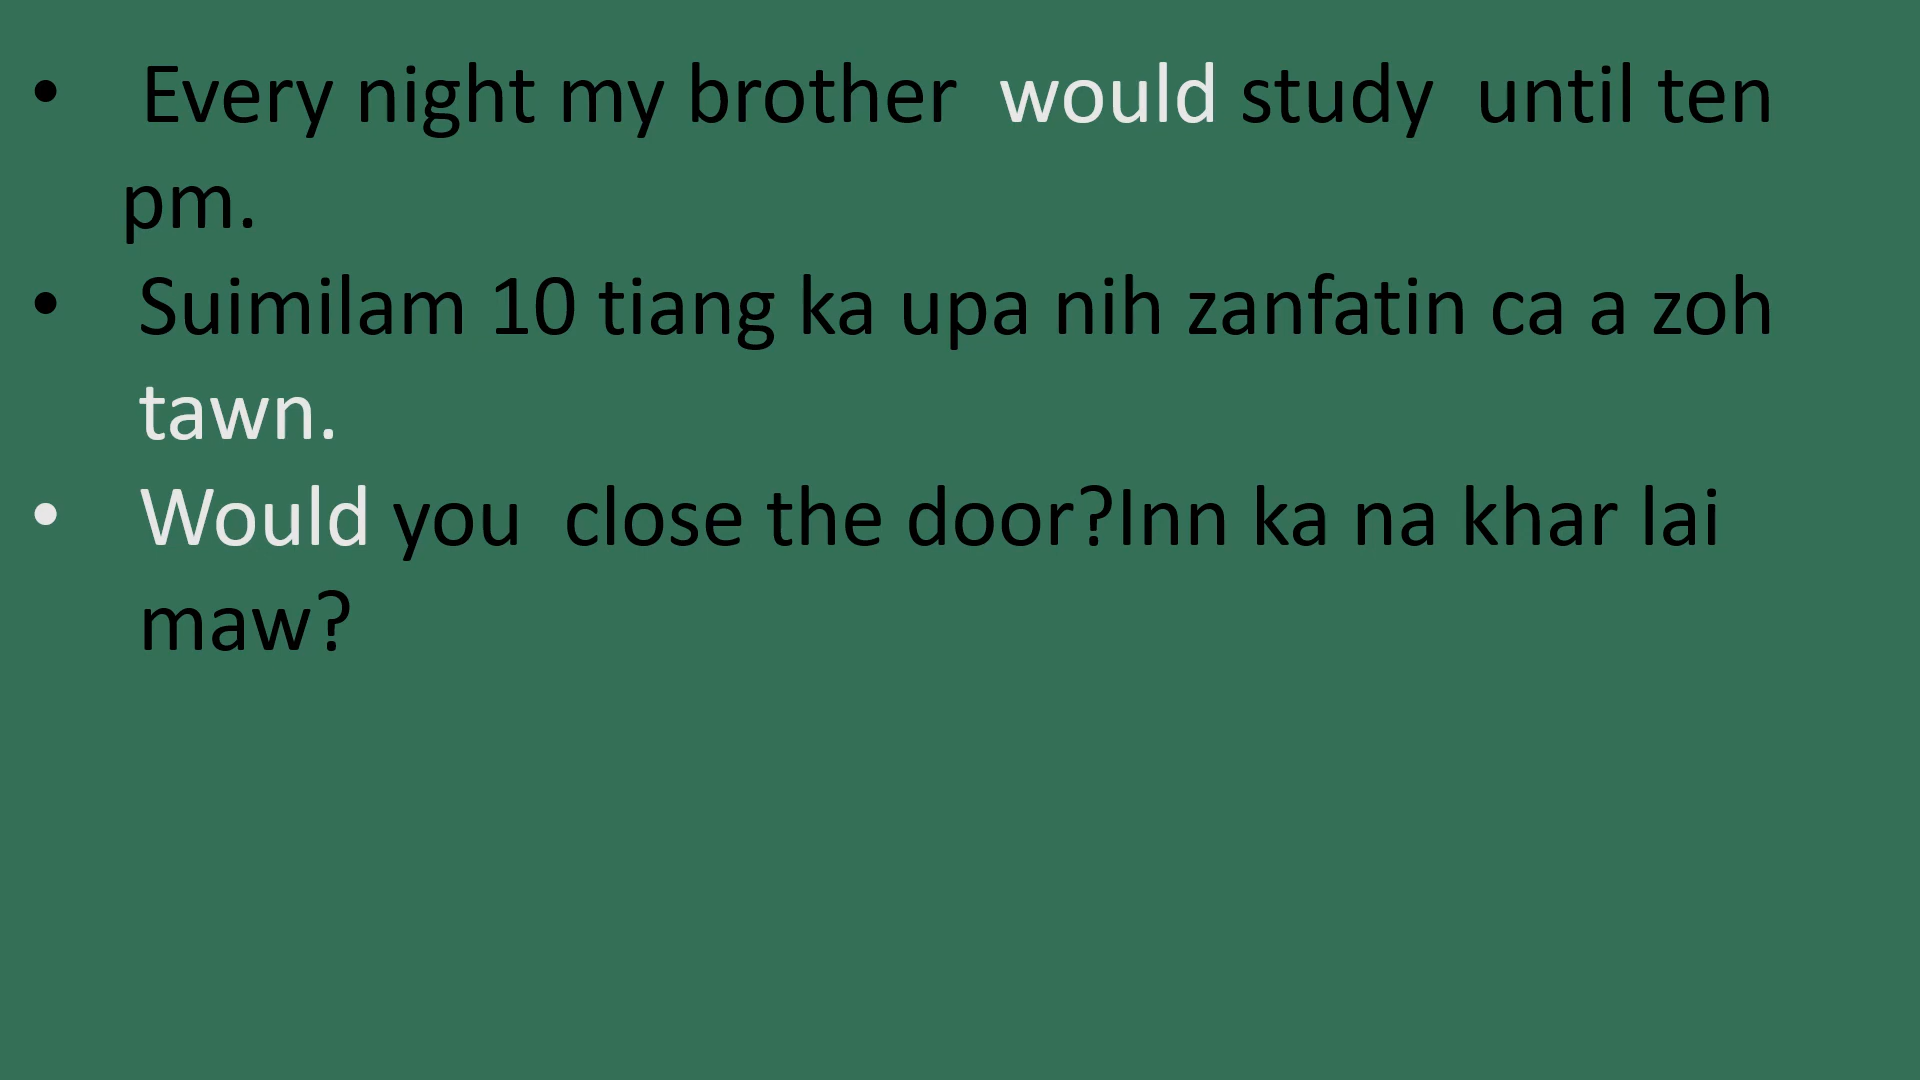 • Every night my brother would study until ten
pm.
• Suimilam 10 tiang ka upa nih zanfatin ca a zoh
tawn.
• Would you close the door?Inn ka na khar lai
maw?